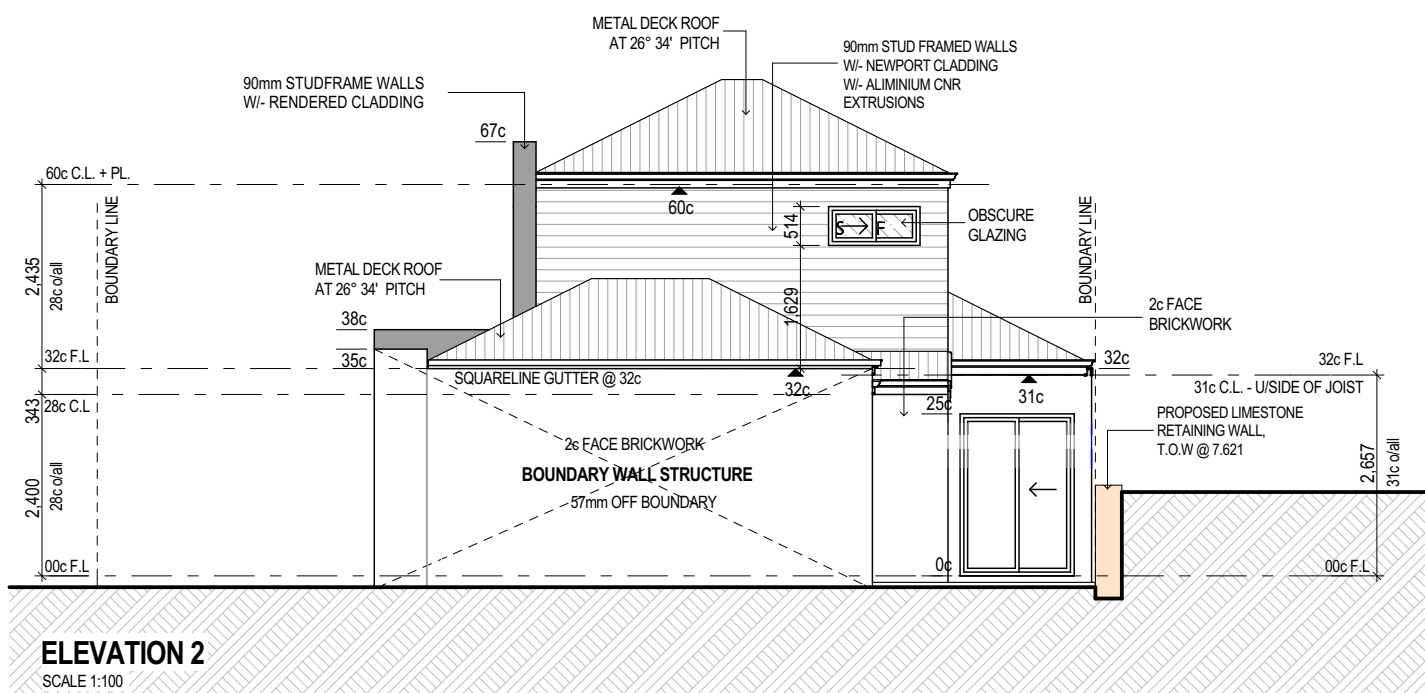 METAL DECK ROOF
AT 26° 34' PITCH
90mm STUD FRAMED WALLS
W/- NEWPORT CLADDING
W/- ALIMINIUM CNR
EXTRUSIONS
90mm STUDFRAME WALLS
W/- RENDERED CLADDING
67c
60c C.L. + PL.
60c
BOUNDARY LINE
514
S F
OBSCURE
GLAZING
BOUNDARY LINE
2,435
28c o/all
METAL DECK ROOF
AT 26° 34' PITCH
1,629
2c FACE
BRICKWORK
38c
35c
32c F.L
SQUARELINE GUTTER @ 32c
32c
32c
32c F.L
31c C.L. - U/SIDE OF JOIST
31c
25c
343
28c C.L
PROPOSED LIMESTONE
RETAINING WALL,
T.O.W @ 7.621
2c FACE BRICKWORK
BOUNDARY WALL STRUCTURE
57mm OFF BOUNDARY
2,400
28c o/all
2,657
31c o/all
00c F.L
0c
00c F.L
ELEVATION 2
SCALE 1:100